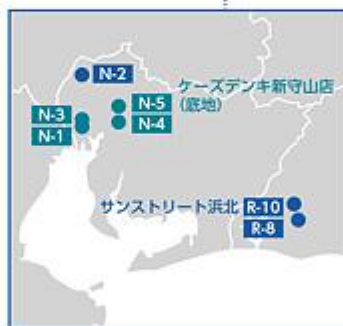 N-2
ケーズデンキ新守山店
(底地)
N-5
N-4
N-3
N-1
サンストリート浜北
R-10
R-8